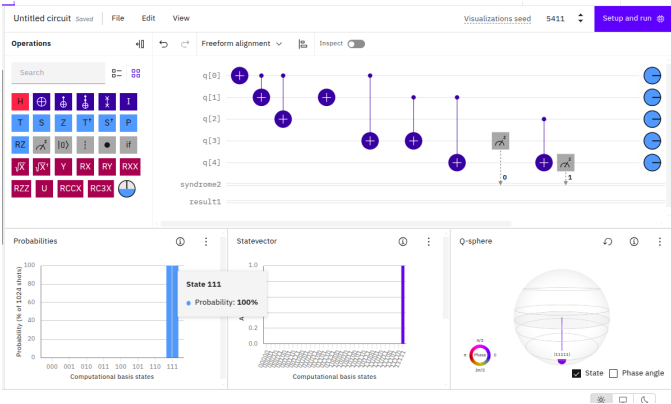 Untitled circuit Saved File Edit View Visualizations seed 5411 Setup and run
Operations Freeform alignment Inspect
Search
H I
T S Z T† S† P
RZ z |0⟩ if
√X √X† Y RX RY RXX
RZZ U RCCX RC3X
q[0]
q[1]
q[2]
q[3] z
q[4] z
0 1
syndrome2
result1
Probabilities
Probability (% of 1024 shots)
100
80
60
40
20
0
000 001 010 011 100 101 110 111
Computational basis states
State 111
Probability: 100%
Statevector
1.0
0.2
0.0
Computational basis states
Q-sphere
|11111⟩
π/2
π Phase 0
3π/2
State Phase angle